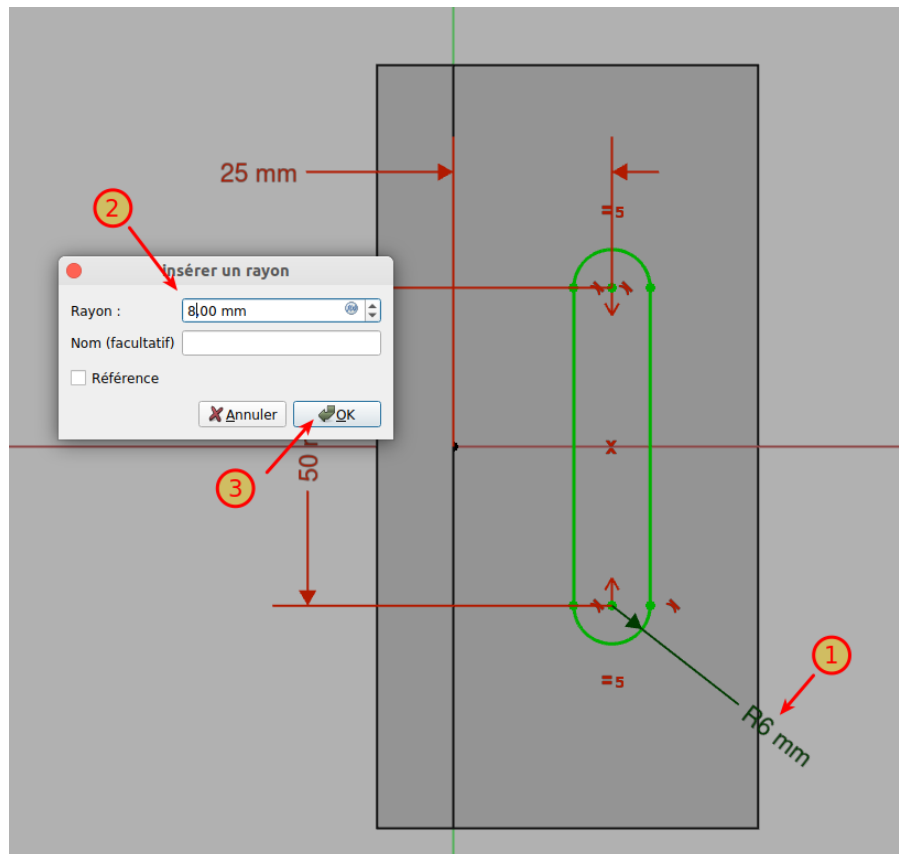 25 mm
2
= 5
insérer un rayon
Rayon :
8,00 mm
Nom (facultatif)
Référence
Annuler
OK
3
50
1
= 5
R6 mm